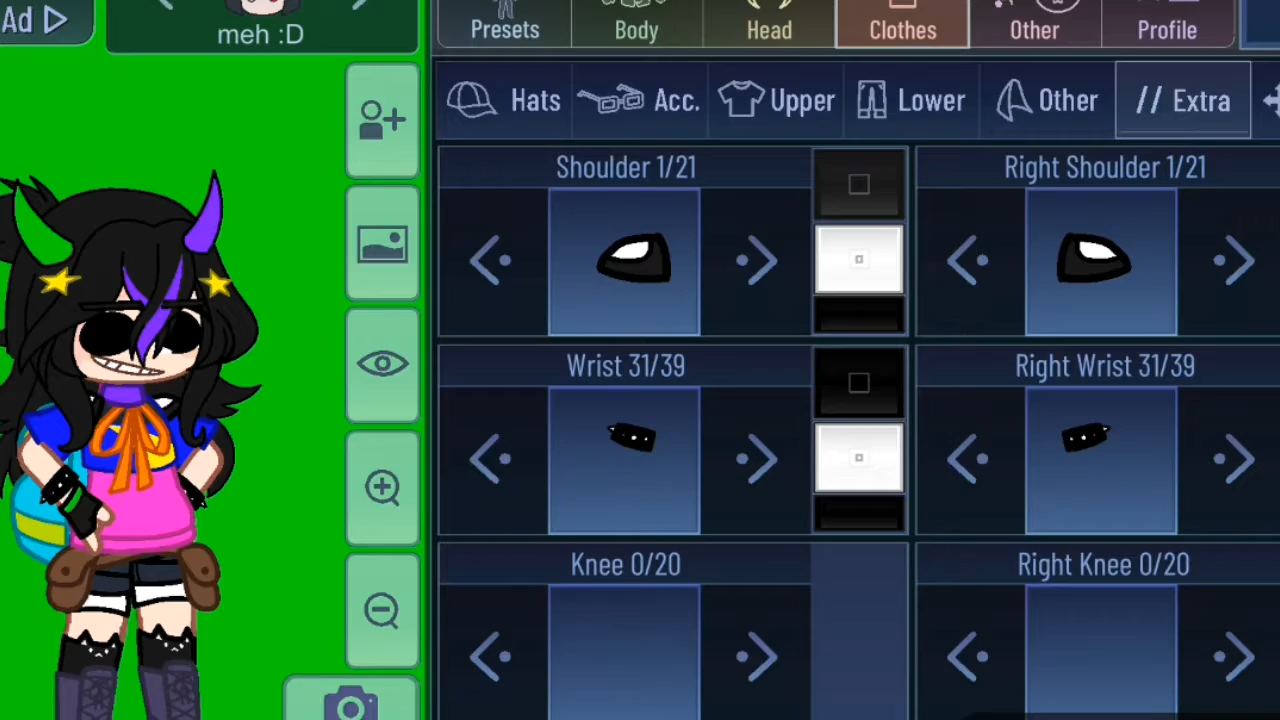 Ad
meh :D
Presets
Body
Head
Clothes
Other
Profile
Hats
Acc.
Upper
Lower
Other
// Extra
Shoulder 1/21
Right Shoulder 1/21
Wrist 31/39
Right Wrist 31/39
Knee 0/20
Right Knee 0/20